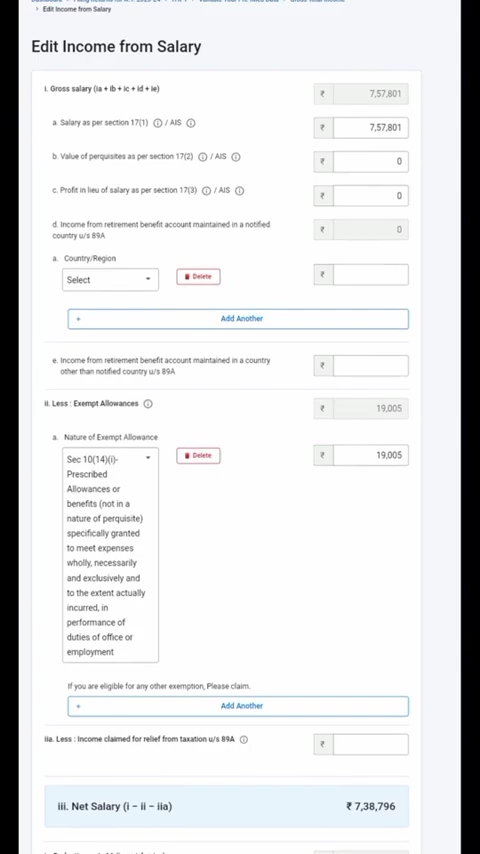 > Edit Income from Salary
Edit Income from Salary
i. Gross salary (ia + ib + ic + id + ie)
₹ 7,57,801
a. Salary as per section 17(1) / AIS
₹ 7,57,801
b. Value of perquisites as per section 17(2) / AIS
₹ 0
c. Profit in lieu of salary as per section 17(3) / AIS
₹ 0
d. Income from retirement benefit account maintained in a notified
country u/s 89A
₹ 0
a. Country/Region
Select
Delete
₹
+ Add Another
e. Income from retirement benefit account maintained in a country
other than notified country u/s 89A
₹
ii. Less : Exempt Allowances
₹ 19,005
a. Nature of Exempt Allowance
Sec 10(14)(i)-
Prescribed
Allowances or
benefits (not in a
nature of perquisite)
specifically granted
to meet expenses
wholly, necessarily
and exclusively and
to the extent actually
incurred, in
performance of
duties of office or
employment
Delete
₹ 19,005
If you are eligible for any other exemption, Please claim.
+ Add Another
iia. Less : Income claimed for relief from taxation u/s 89A
₹
iii. Net Salary (i − ii − iia)
₹ 7,38,796